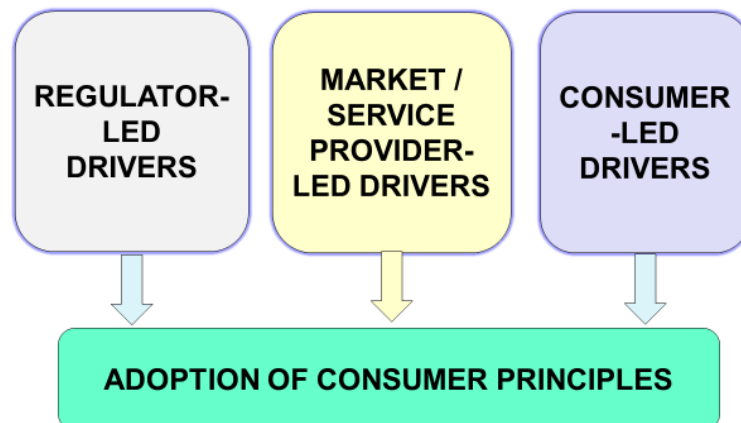 REGULATOR-
LED
DRIVERS
MARKET /
SERVICE
PROVIDER-
LED DRIVERS
CONSUMER
-LED
DRIVERS
ADOPTION OF CONSUMER PRINCIPLES